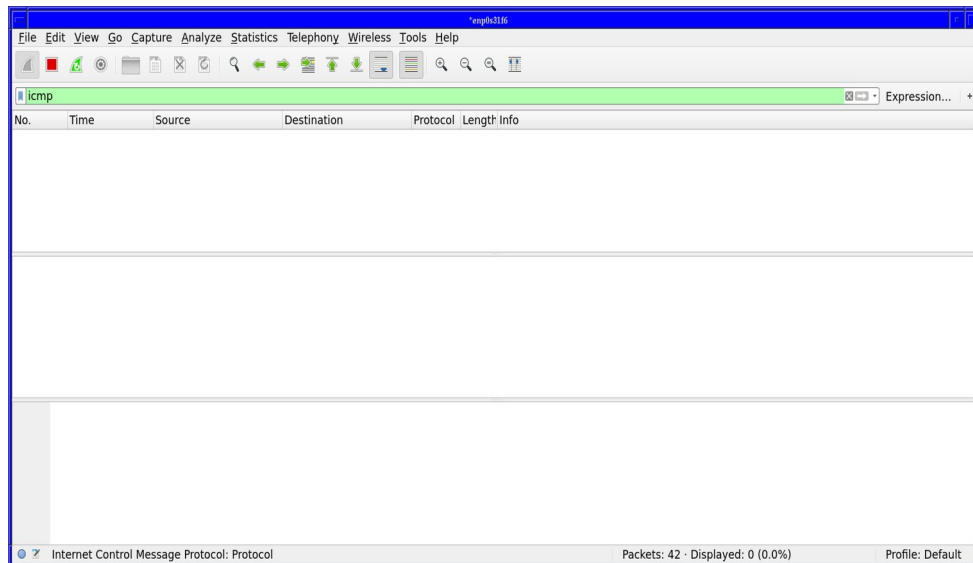 *enp0s31f6
File Edit View Go Capture Analyze Statistics Telephony Wireless Tools Help
icmp Expression... +
No. Time Source Destination Protocol Length Info
Internet Control Message Protocol: Protocol Packets: 42 · Displayed: 0 (0.0%) Profile: Default